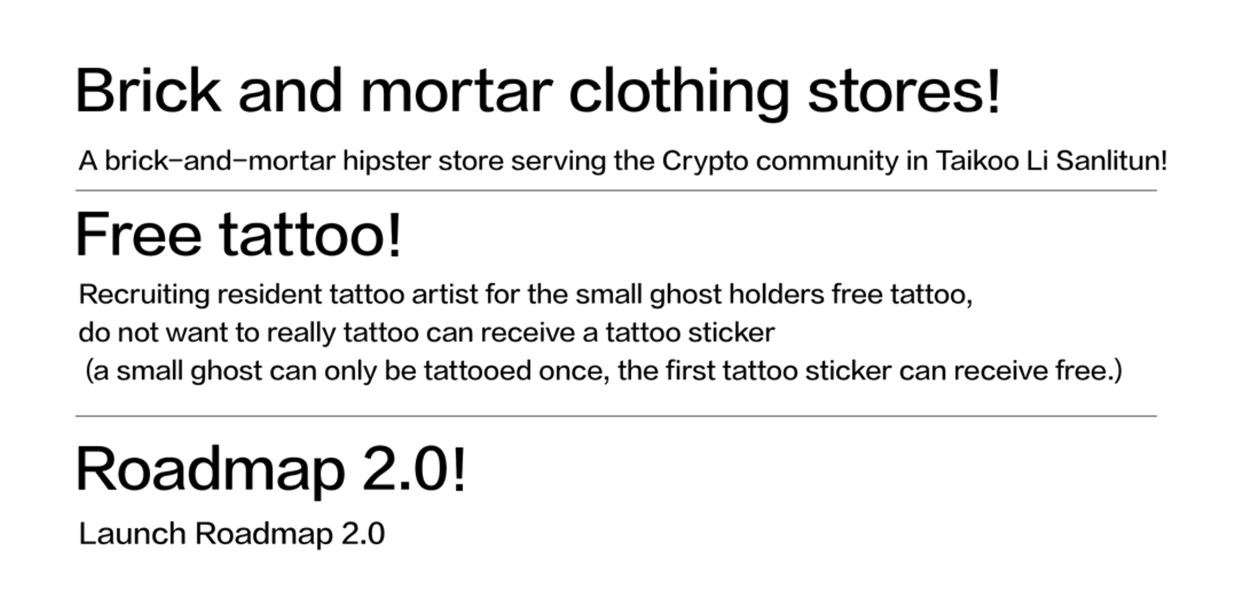 Brick and mortar clothing stores!
A brick-and-mortar hipster store serving the Crypto community in Taikoo Li Sanlitun!
Free tattoo!
Recruiting resident tattoo artist for the small ghost holders free tattoo,
do not want to really tattoo can receive a tattoo sticker
(a small ghost can only be tattooed once, the first tattoo sticker can receive free.)
Roadmap 2.0!
Launch Roadmap 2.0